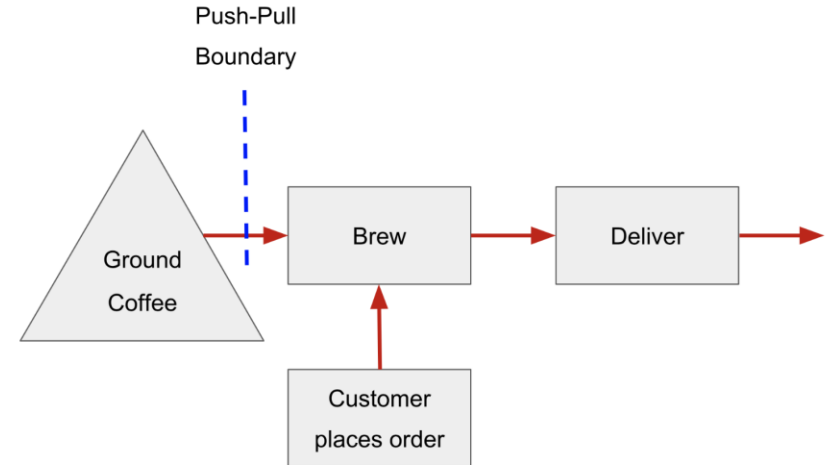 Push-Pull
Boundary
Ground
Coffee
Brew
Deliver
Customer
places order